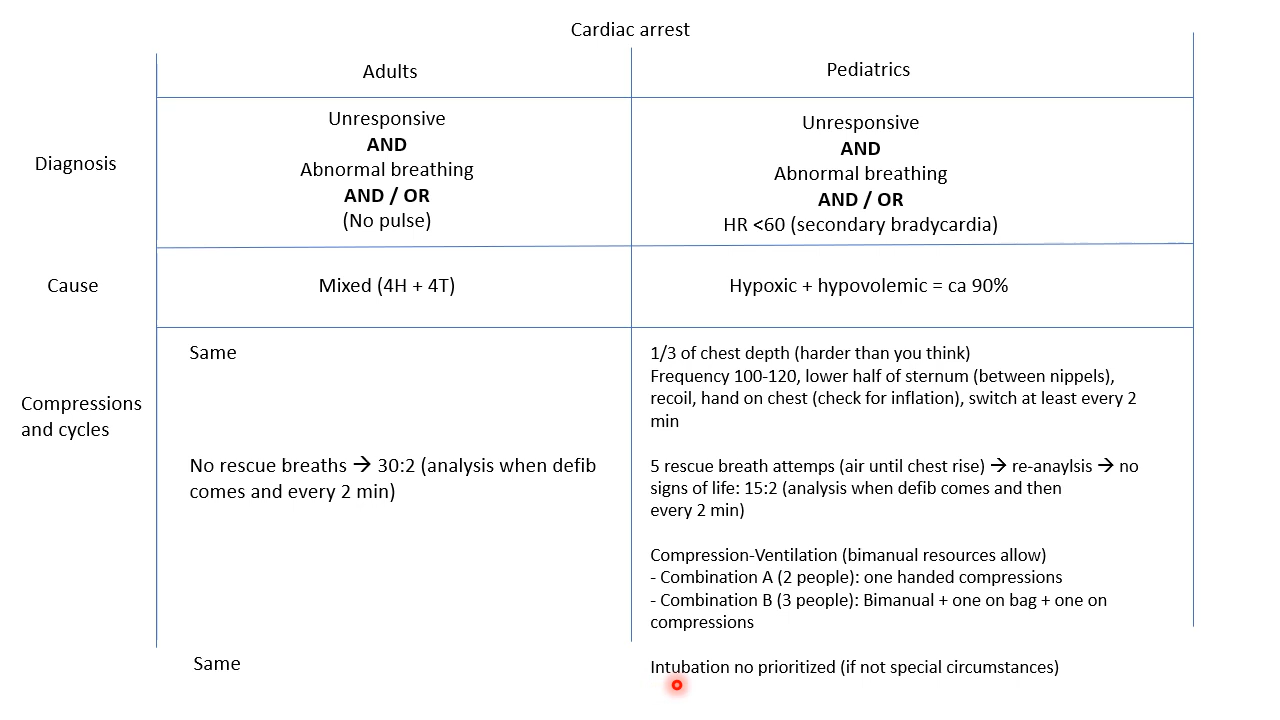 Cardiac arrest
Adults
Pediatrics
Diagnosis
Unresponsive
AND
Abnormal breathing
AND / OR
(No pulse)
Unresponsive
AND
Abnormal breathing
AND / OR
HR <60 (secondary bradycardia)
Cause
Mixed (4H + 4T)
Hypoxic + hypovolemic = ca 90%
Compressions
and cycles
Same
No rescue breaths → 30:2 (analysis when defib
comes and every 2 min)
Same
1/3 of chest depth (harder than you think)
Frequency 100-120, lower half of sternum (between nippels),
recoil, hand on chest (check for inflation), switch at least every 2
min
5 rescue breath attemps (air until chest rise) → re-anaylsis → no
signs of life: 15:2 (analysis when defib comes and then
every 2 min)
Compression-Ventilation (bimanual resources allow)
- Combination A (2 people): one handed compressions
- Combination B (3 people): Bimanual + one on bag + one on
compressions
Intubation no prioritized (if not special circumstances)